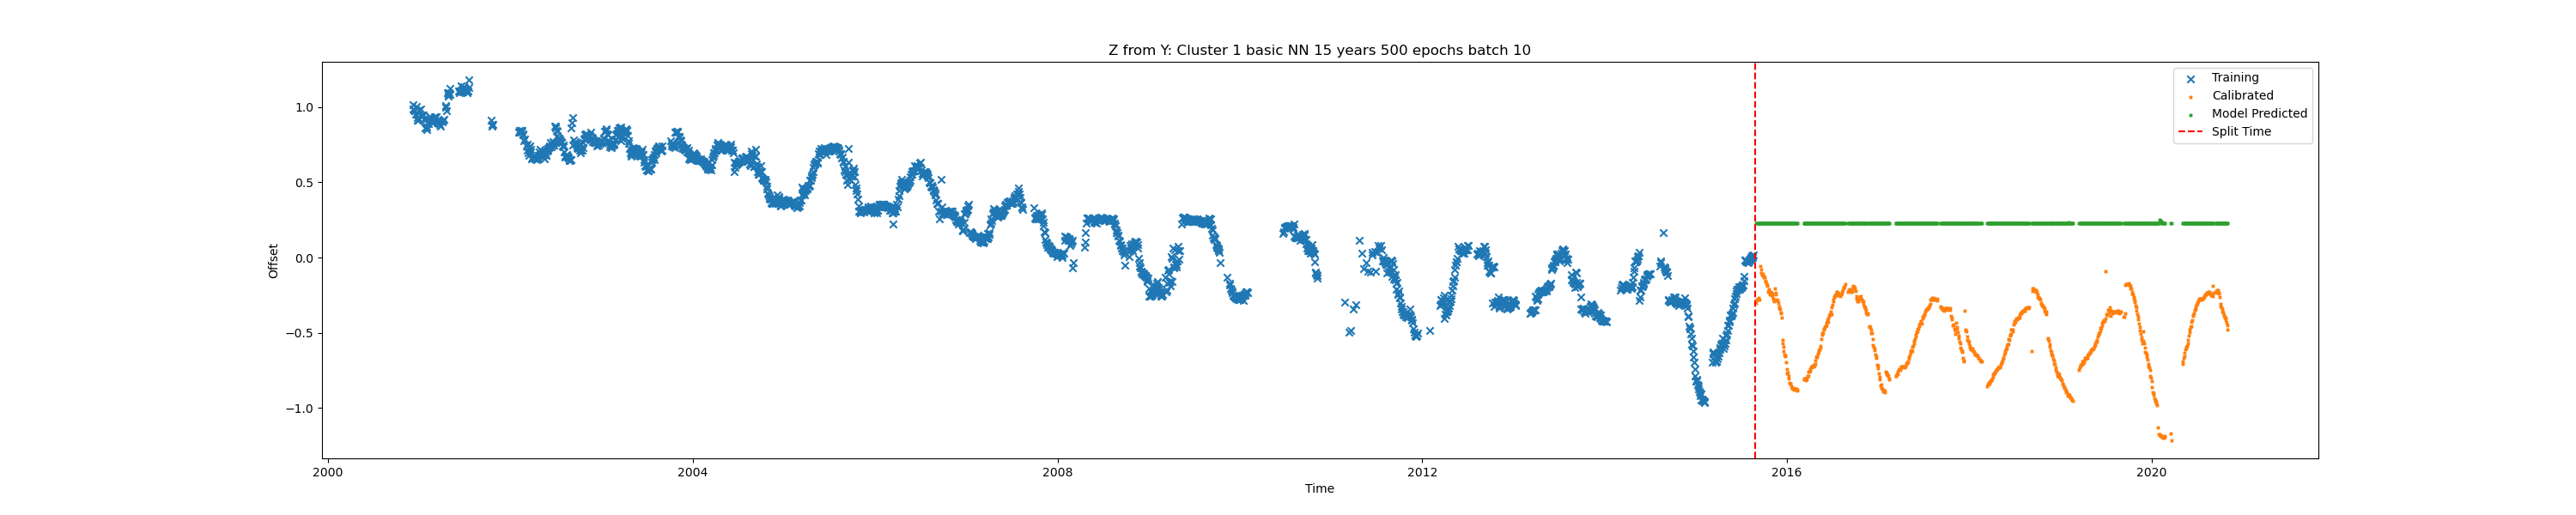 Z from Y: Cluster 1 basic NN 15 years 500 epochs batch 10
Training
Calibrated
Model Predicted
Split Time
1.0
0.5
0.0
−0.5
−1.0
Offset
2000 2004 2008 2012 2016 2020
Time